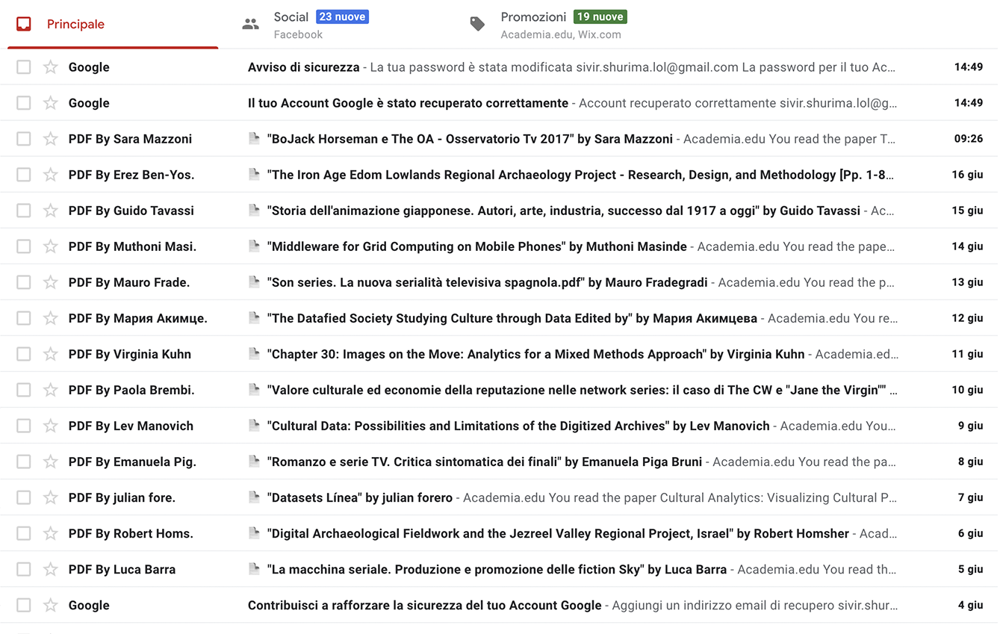 Principale
Social 23 nuove
Facebook
Promozioni 19 nuove
Academia.edu, Wix.com
Google Avviso di sicurezza - La tua password è stata modificata sivir.shurima.lol@gmail.com La password per il tuo Ac... 14:49
Google Il tuo Account Google è stato recuperato correttamente - Account recuperato correttamente sivir.shurima.lol@g... 14:49
PDF By Sara Mazzoni "BoJack Horseman e The OA - Osservatorio Tv 2017" by Sara Mazzoni - Academia.edu You read the paper T... 09:26
PDF By Erez Ben-Yos. "The Iron Age Edom Lowlands Regional Archaeology Project - Research, Design, and Methodology [Pp. 1-8... 16 giu
PDF By Guido Tavassi "Storia dell'animazione giapponese. Autori, arte, industria, successo dal 1917 a oggi" by Guido Tavassi - Ac... 15 giu
PDF By Muthoni Masi. "Middleware for Grid Computing on Mobile Phones" by Muthoni Masinde - Academia.edu You read the pape... 14 giu
PDF By Mauro Frade. "Son series. La nuova serialità televisiva spagnola.pdf" by Mauro Fradegradi - Academia.edu You read the p... 13 giu
PDF By Мария Акимце. "The Datafied Society Studying Culture through Data Edited by" by Мария Акимцева - Academia.edu You re... 12 giu
PDF By Virginia Kuhn "Chapter 30: Images on the Move: Analytics for a Mixed Methods Approach" by Virginia Kuhn - Academia.ed... 11 giu
PDF By Paola Brembi. "Valore culturale ed economie della reputazione nelle network series: il caso di The CW e "Jane the Virgin"" ... 10 giu
PDF By Lev Manovich "Cultural Data: Possibilities and Limitations of the Digitized Archives" by Lev Manovich - Academia.edu You... 9 giu
PDF By Emanuela Pig. "Romanzo e serie TV. Critica sintomatica dei finali" by Emanuela Piga Bruni - Academia.edu You read the pa... 8 giu
PDF By julian fore. "Datasets Línea" by julian forero - Academia.edu You read the paper Cultural Analytics: Visualizing Cultural P... 7 giu
PDF By Robert Homs. "Digital Archaeological Fieldwork and the Jezreel Valley Regional Project, Israel" by Robert Homsher - Acad... 6 giu
PDF By Luca Barra "La macchina seriale. Produzione e promozione delle fiction Sky" by Luca Barra - Academia.edu You read th... 5 giu
Google Contribuisci a rafforzare la sicurezza del tuo Account Google - Aggiungi un indirizzo email di recupero sivir.shur... 4 giu